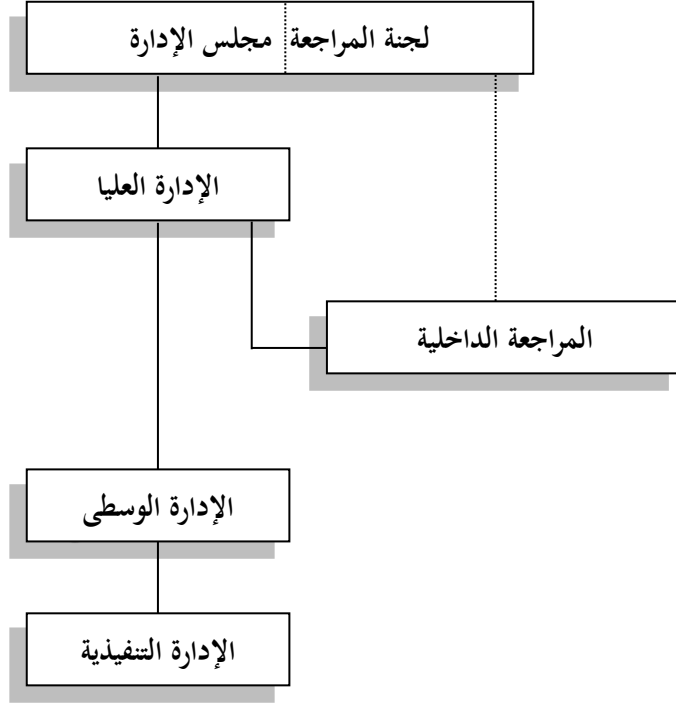 لجنة المراجعة مجلس الإدارة
الإدارة العليا
المراجعة الداخلية
الإدارة الوسطى
الإدارة التنفيذية